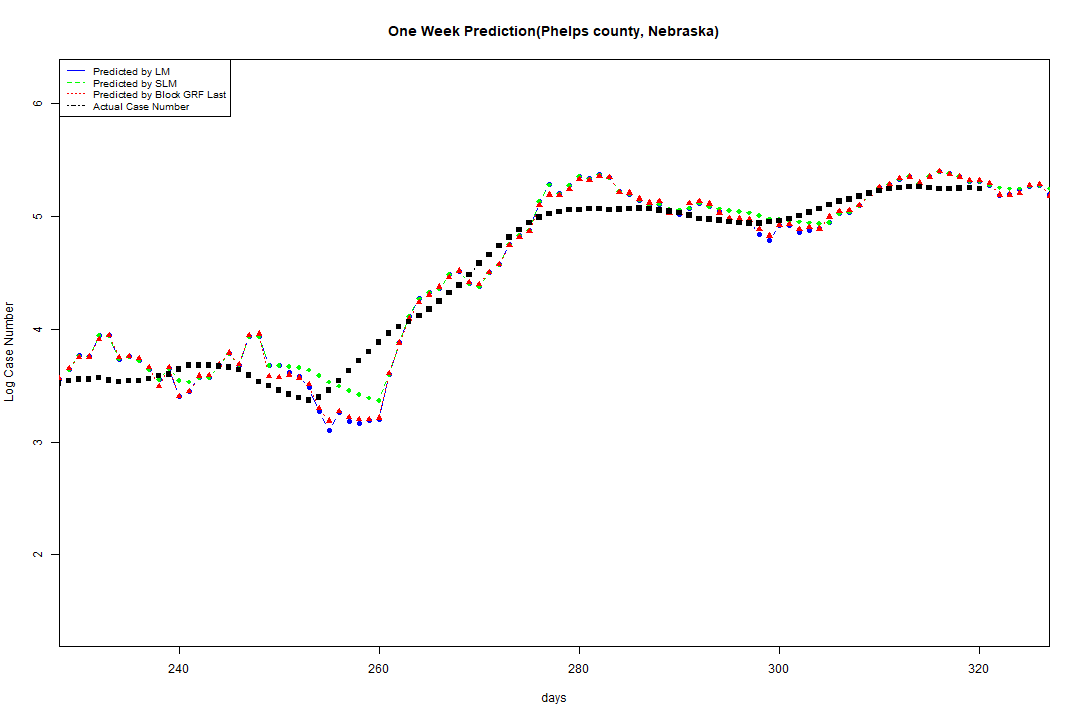 One Week Prediction(Phelps county, Nebraska)
Predicted by LM
Predicted by SLM
Predicted by Block GRF Last
Actual Case Number
6
5
4
3
2
Log Case Number
240 260 280 300 320
days